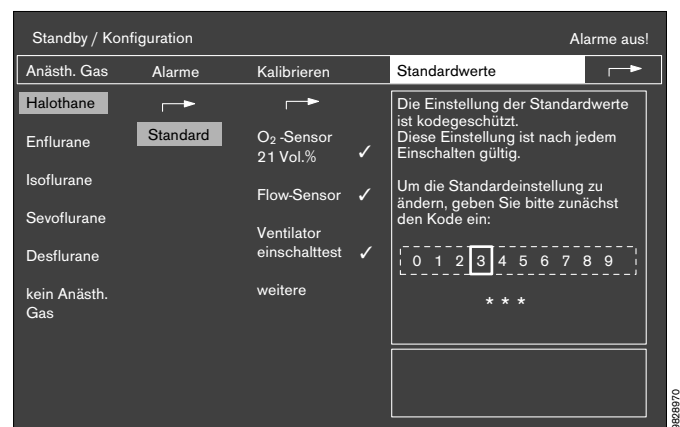 Standby / Konfiguration
Alarme aus!
Anästh. Gas
Alarme
Kalibrieren
Standardwerte
Halothane
Enflurane
Isoflurane
Sevoflurane
Desflurane
kein Anästh.
Gas
Standard
O₂-Sensor
21 Vol.% ✓
Flow-Sensor ✓
Ventilator
einschalttest ✓
weitere
Die Einstellung der Standardwerte
ist kodegeschützt.
Diese Einstellung ist nach jedem
Einschalten gültig.
Um die Standardeinstellung zu
ändern, geben Sie bitte zunächst
den Kode ein:
0 1 2 3 4 5 6 7 8 9
* * *
9828970